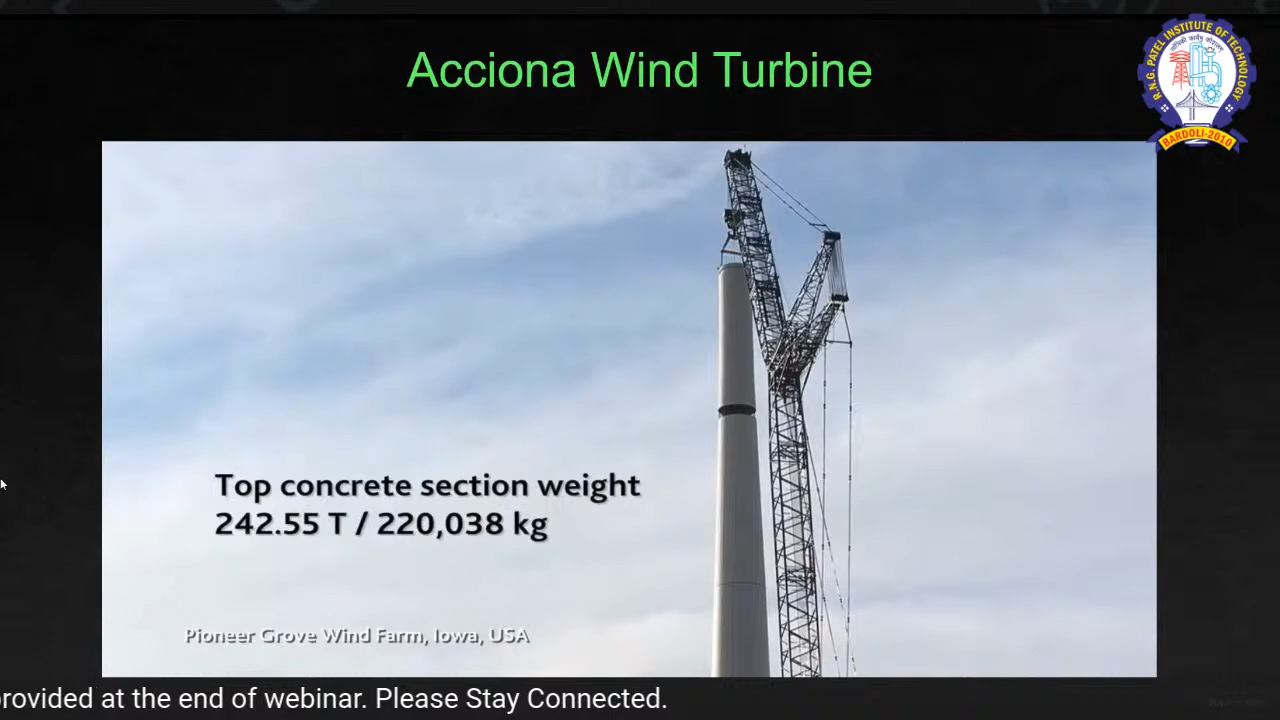 Acciona Wind Turbine
R.N.G. PATEL INSTITUTE OF TECHNOLOGY
BARDOLI-2010
Top concrete section weight
242.55 T / 220,038 kg
Pioneer Grove Wind Farm, Iowa, USA
rovided at the end of webinar. Please Stay Connected.